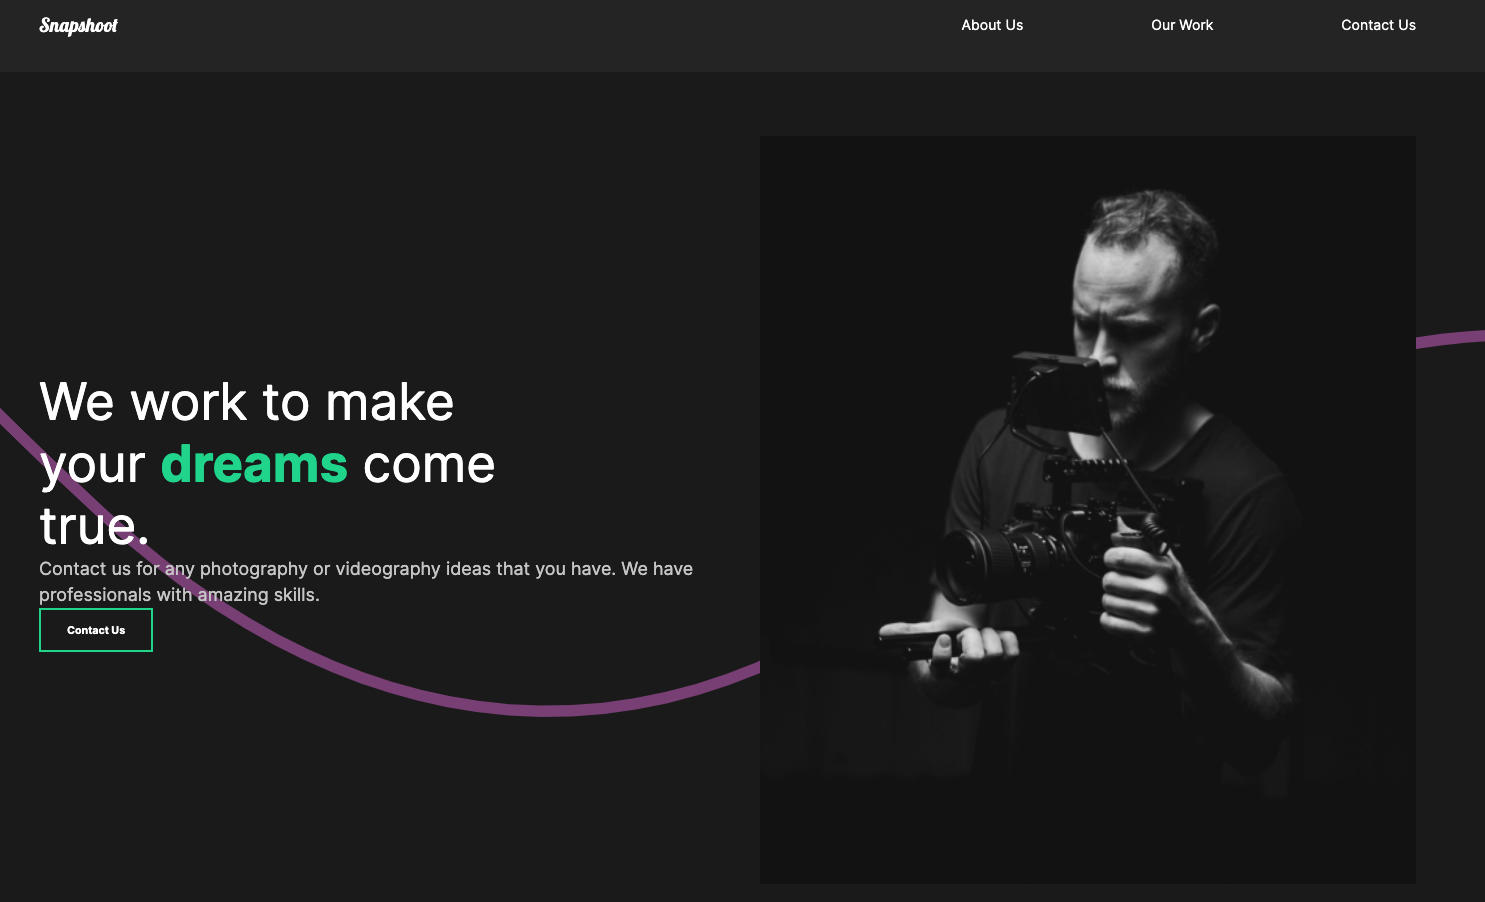 Snapshoot
About Us
Our Work
Contact Us
We work to make
your dreams come
true.
Contact us for any photography or videography ideas that you have. We have
professionals with amazing skills.
Contact Us